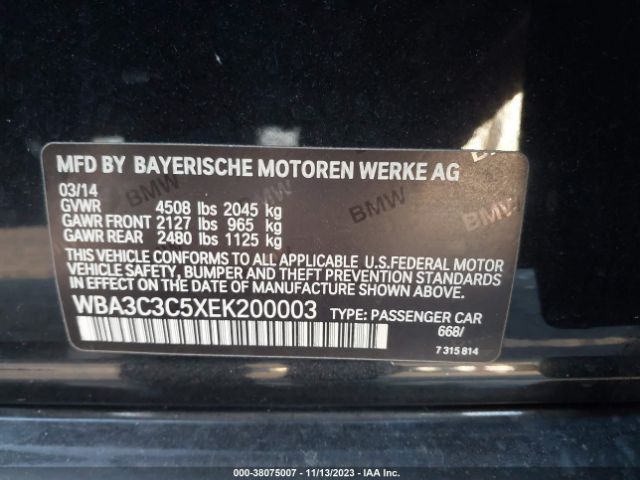 MFD BY BAYERISCHE MOTOREN WERKE AG
03/14
GVWR 4508 lbs 2045 kg
GAWR FRONT 2127 lbs 965 kg
GAWR REAR 2480 lbs 1125 kg
THIS VEHICLE CONFORMS TO ALL APPLICABLE U.S.FEDERAL MOTOR
VEHICLE SAFETY, BUMPER AND THEFT PREVENTION STANDARDS
IN EFFECT ON THE DATE OF MANUFACTURE SHOWN ABOVE.
WBA3C3C5XEK200003 TYPE: PASSENGER CAR
668/
7 315 814
BMW
BMW
BMW
000-38075007 - 11/13/2023 - IAA Inc.